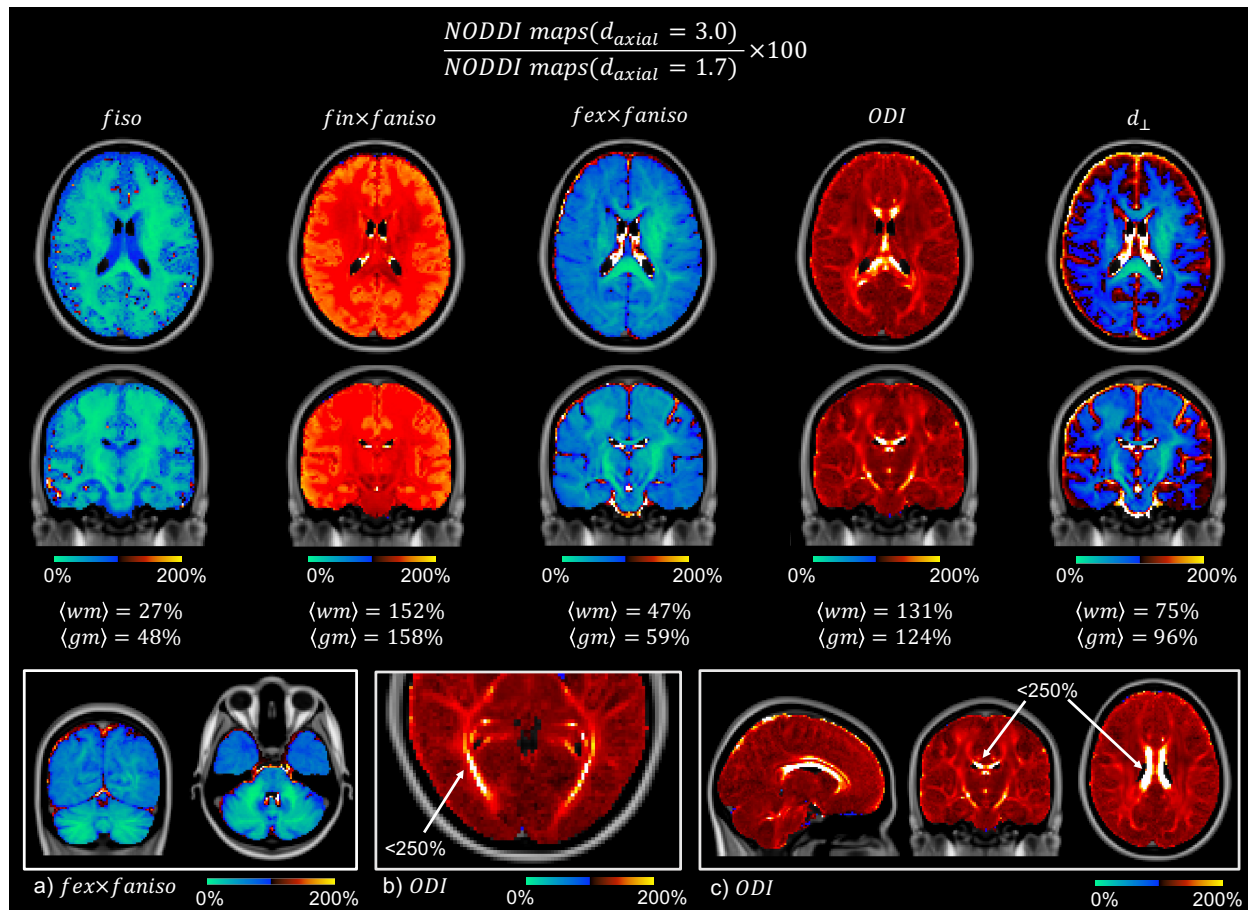 NODDI maps(d_axial = 3.0)
NODDI maps(d_axial = 1.7) ×100
fiso fin×faniso fex×faniso ODI d⊥
0% 200% 0% 200% 0% 200% 0% 200% 0% 200%
⟨wm⟩ = 27% ⟨wm⟩ = 152% ⟨wm⟩ = 47% ⟨wm⟩ = 131% ⟨wm⟩ = 75%
⟨gm⟩ = 48% ⟨gm⟩ = 158% ⟨gm⟩ = 59% ⟨gm⟩ = 124% ⟨gm⟩ = 96%
<250%
<250%
a) fex×faniso 0% 200% b) ODI 0% 200% c) ODI 0% 200%